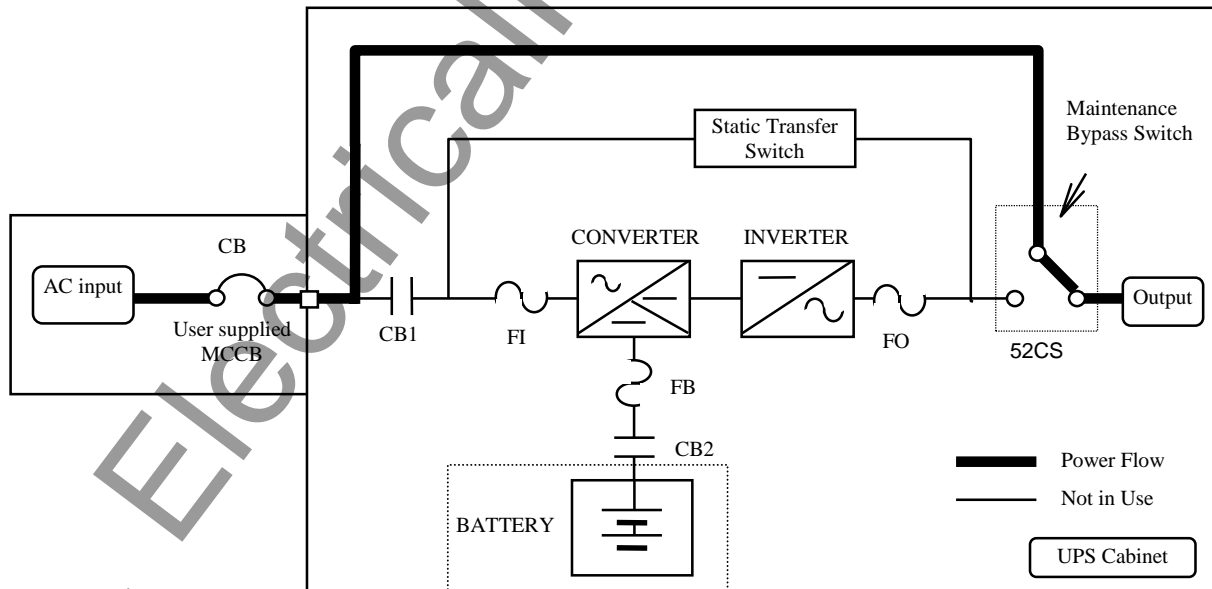 Electrical
Static Transfer
Switch
Maintenance
Bypass Switch
CB
CONVERTER
INVERTER
AC input
Output
User supplied
MCCB
CB1
FI
FO
52CS
FB
CB2
Power Flow
Not in Use
BATTERY
UPS Cabinet